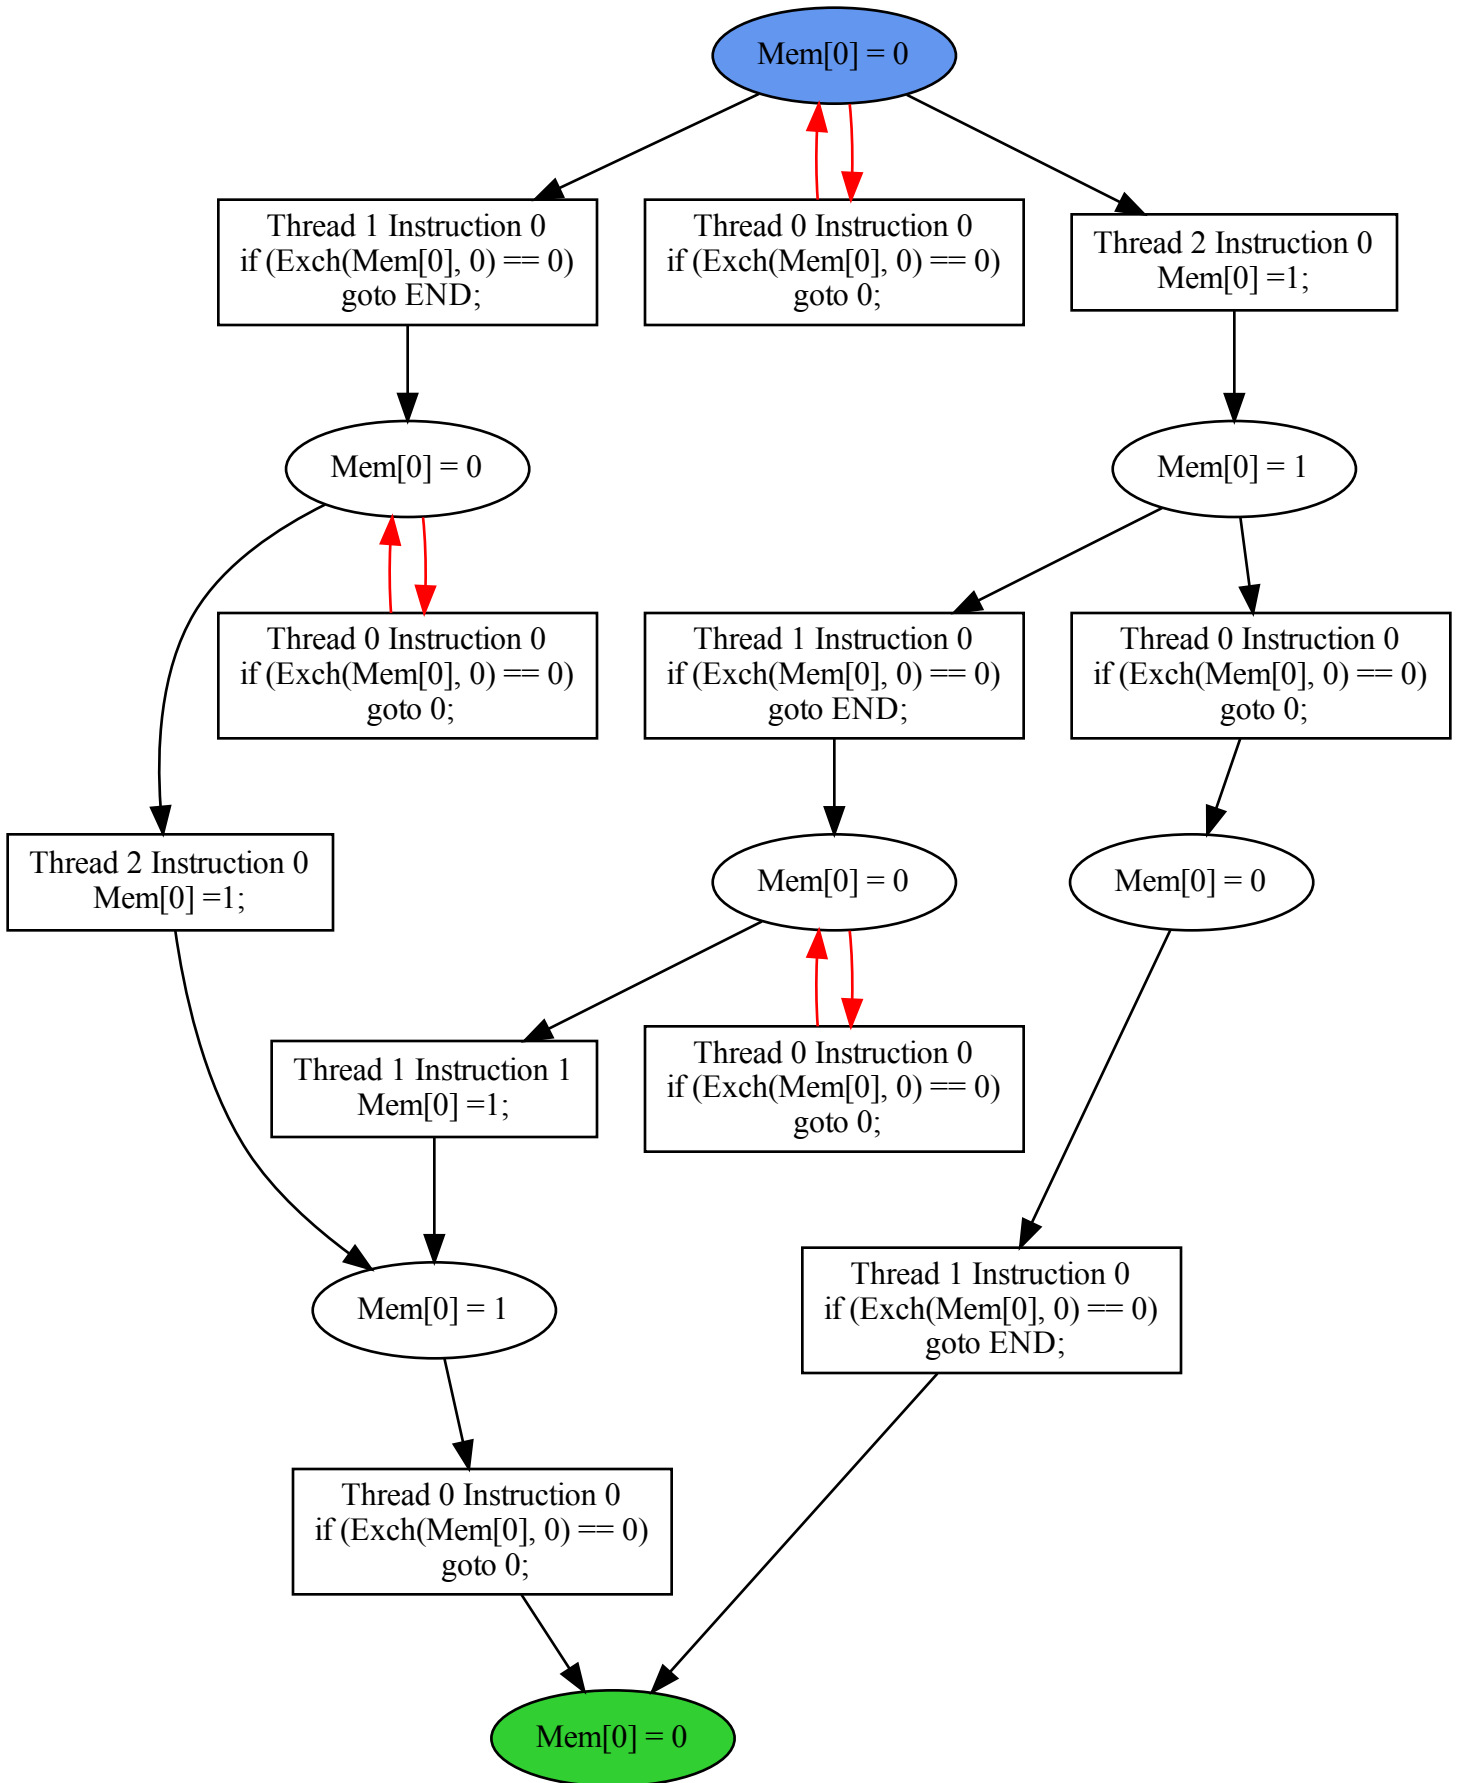 Mem[0] = 0
Thread 1 Instruction 0
if (Exch(Mem[0], 0) == 0)
goto END;
Thread 0 Instruction 0
if (Exch(Mem[0], 0) == 0)
goto 0;
Thread 2 Instruction 0
Mem[0] =1;
Mem[0] = 0
Mem[0] = 1
Thread 0 Instruction 0
if (Exch(Mem[0], 0) == 0)
goto 0;
Thread 1 Instruction 0
if (Exch(Mem[0], 0) == 0)
goto END;
Thread 0 Instruction 0
if (Exch(Mem[0], 0) == 0)
goto 0;
Thread 2 Instruction 0
Mem[0] =1;
Mem[0] = 0
Mem[0] = 0
Thread 1 Instruction 1
Mem[0] =1;
Thread 0 Instruction 0
if (Exch(Mem[0], 0) == 0)
goto 0;
Mem[0] = 1
Thread 1 Instruction 0
if (Exch(Mem[0], 0) == 0)
goto END;
Thread 0 Instruction 0
if (Exch(Mem[0], 0) == 0)
goto 0;
Mem[0] = 0